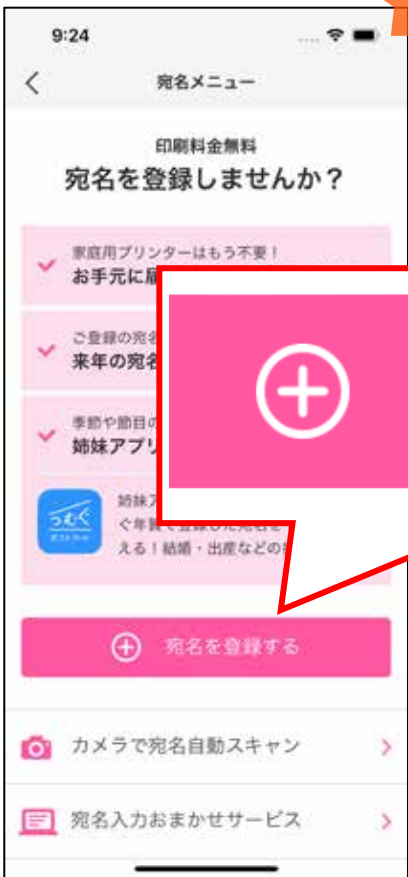 9:24
宛名メニュー
印刷料金無料
宛名を登録しませんか？
家庭用プリンターはもう不要！
お手元に届
ご登録の宛名
来年の宛名
季節や節目の
姉妹アプリ
つむぐ
姉妹ア
ぐ年賀で登録した宛名を
える！結婚・出産などの
宛名を登録する
カメラで宛名自動スキャン
宛名入力おまかせサービス